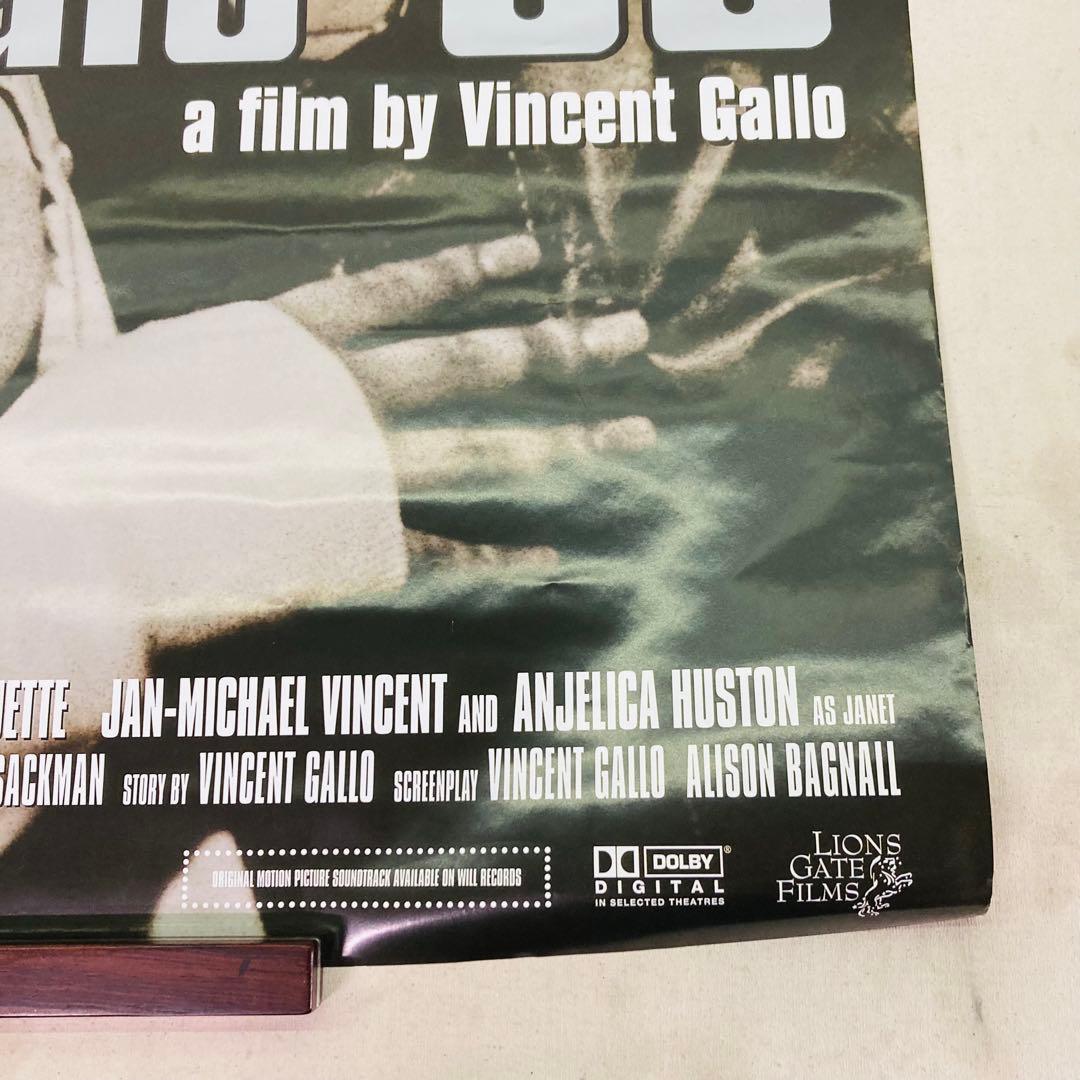 a film by Vincent Gallo
JAN-MICHAEL VINCENT AND ANJELICA HUSTON AS JANET
SACKMAN STORY BY VINCENT GALLO SCREENPLAY VINCENT GALLO ALISON BAGNALL
ORIGINAL MOTION PICTURE SOUNDTRACK AVAILABLE ON WILL RECORDS
DOLBY®
DIGITAL
IN SELECTED THEATRES
LIONS
GATE
FILMS